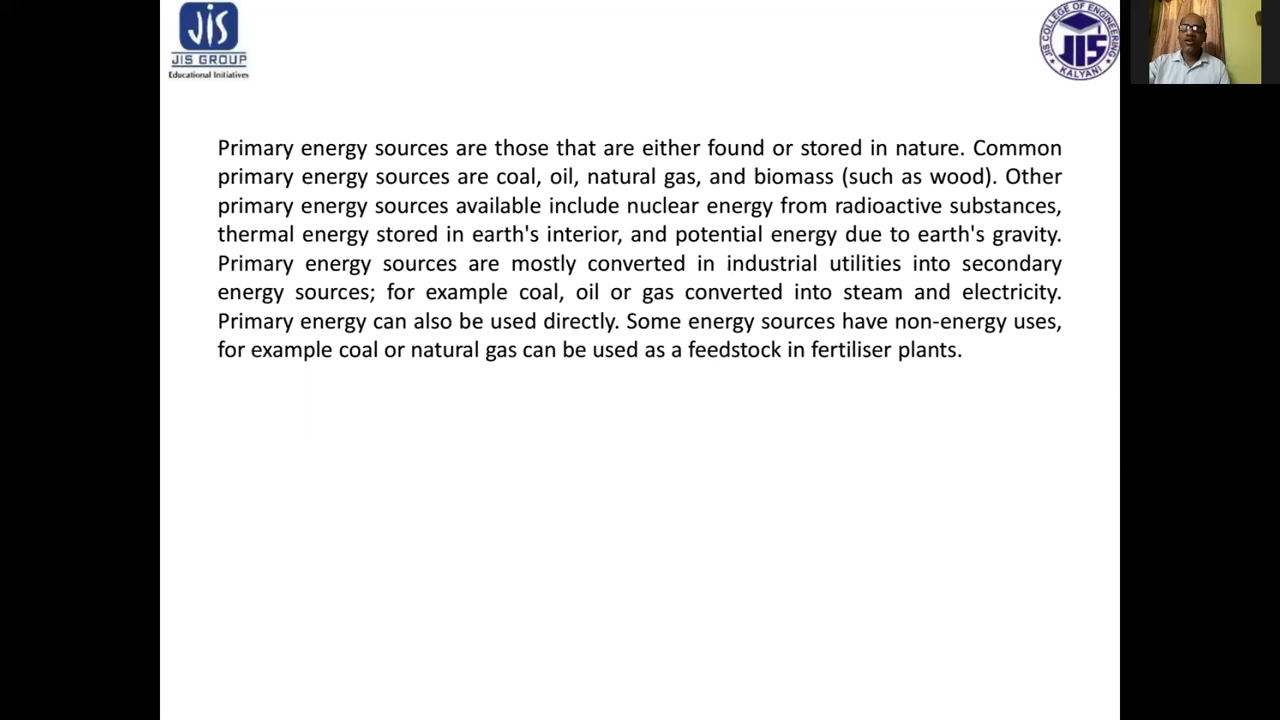 JIS
JIS GROUP
Educational Initiatives
JIS COLLEGE OF ENGINEERING
JIS
KALYANI
Primary energy sources are those that are either found or stored in nature. Common
primary energy sources are coal, oil, natural gas, and biomass (such as wood). Other
primary energy sources available include nuclear energy from radioactive substances,
thermal energy stored in earth's interior, and potential energy due to earth's gravity.
Primary energy sources are mostly converted in industrial utilities into secondary
energy sources; for example coal, oil or gas converted into steam and electricity.
Primary energy can also be used directly. Some energy sources have non-energy uses,
for example coal or natural gas can be used as a feedstock in fertiliser plants.